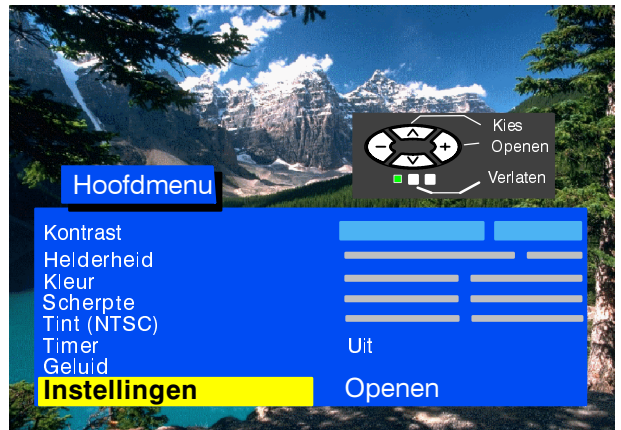 Kies
Openen
Verlaten
Hoofdmenu
Kontrast
Helderheid
Kleur
Scherpte
Tint (NTSC)
Timer Uit
Geluid
Instellingen Openen